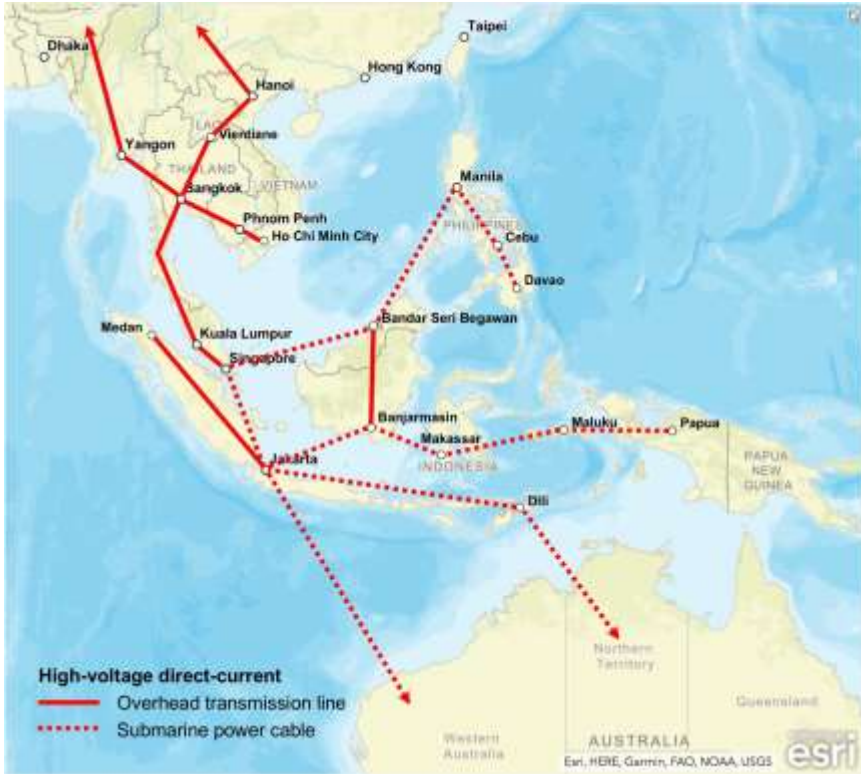 Taipei
Dhaka
Hong Kong
Hanoi
LAO
Vientiane
Yangon
THAILAND
Manila
Bangkok
VIETNAM
Phnom Penh
PHILIPPINES
Ho Chi Minh City
Cebu
Davao
Medan
Bandar Seri Begawan
Kuala Lumpur
Singapore
Banjarmasin
Maluku
Papua
Makassar
Jakarta
INDONESIA
PAPUA
NEW
GUINEA
Dili
Northern
Territory
High-voltage direct-current
Overhead transmission line
Submarine power cable
Queensland
Western
Australia
AUSTRALIA
esri
Esri, HERE, Garmin, FAO, NOAA, USGS